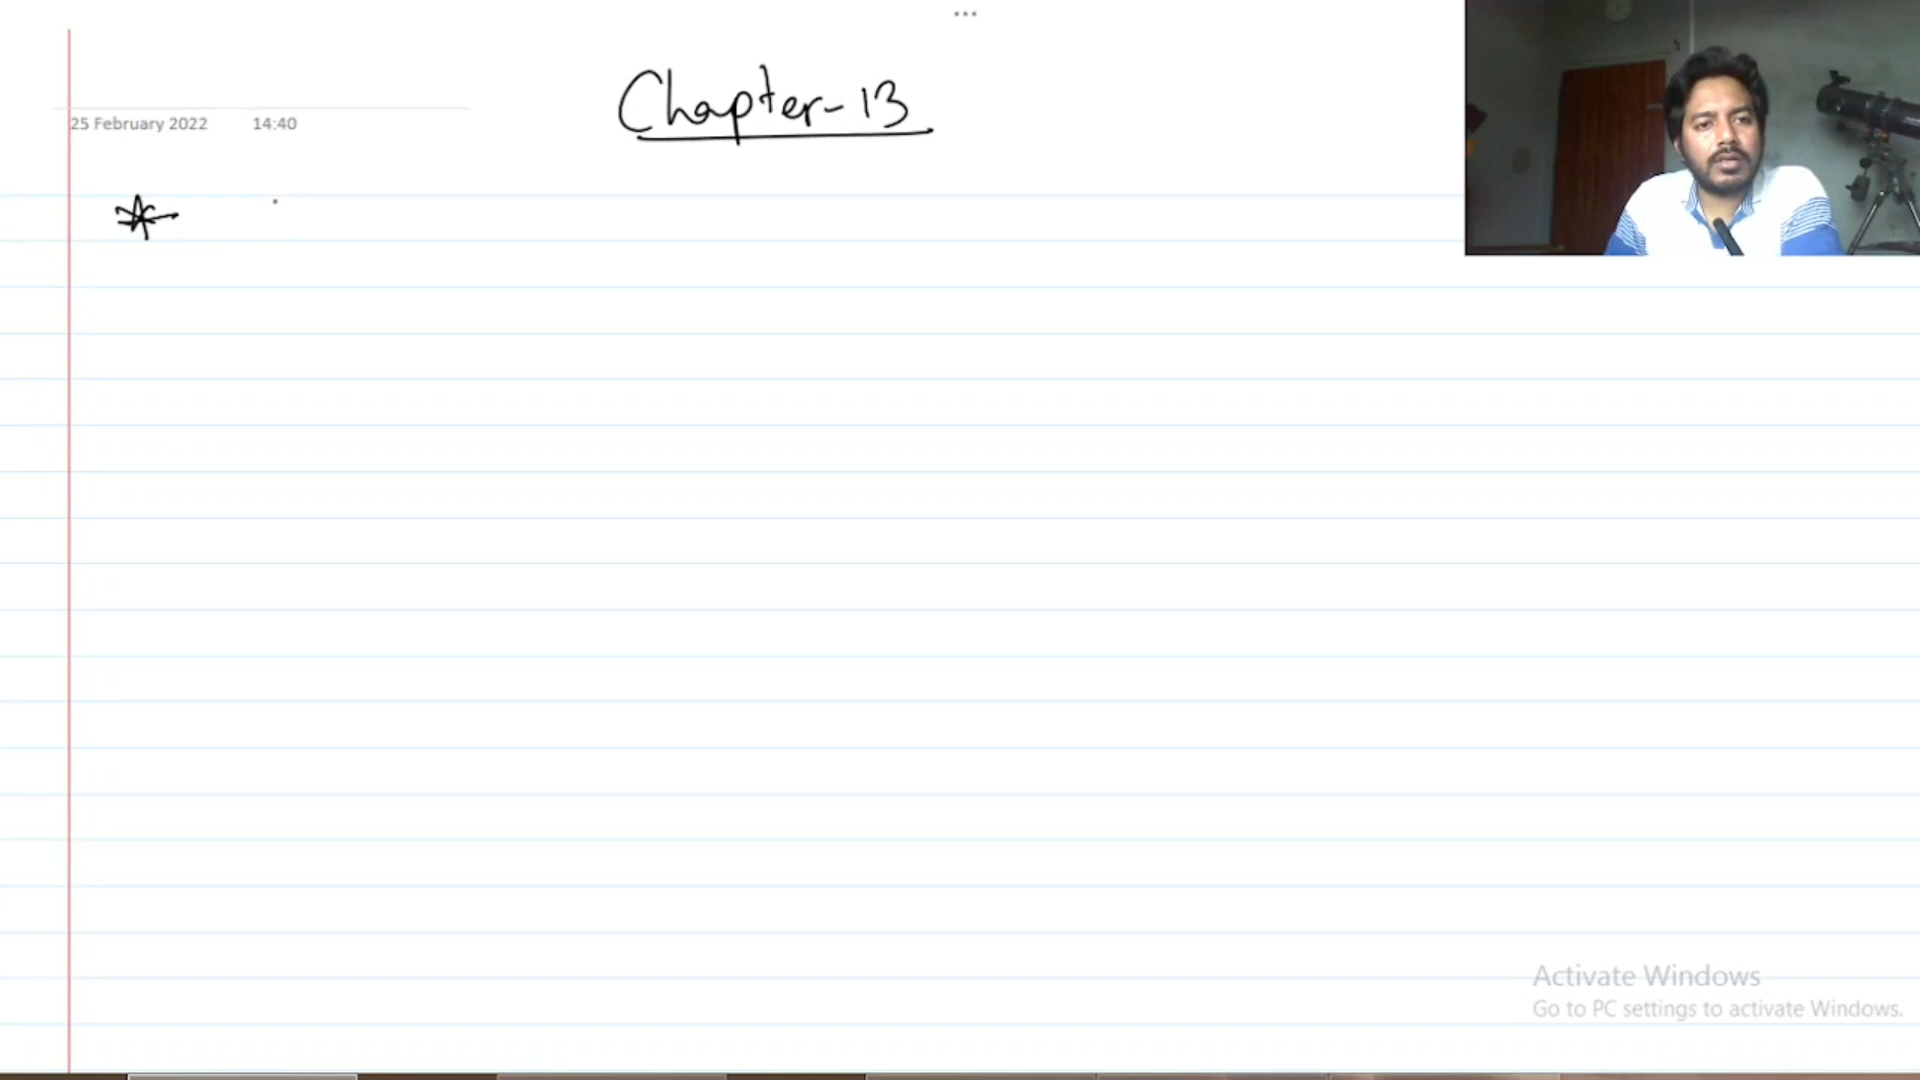 Chapter-13
25 February 2022 14:40
Activate Windows
Go to PC settings to activate Windows.